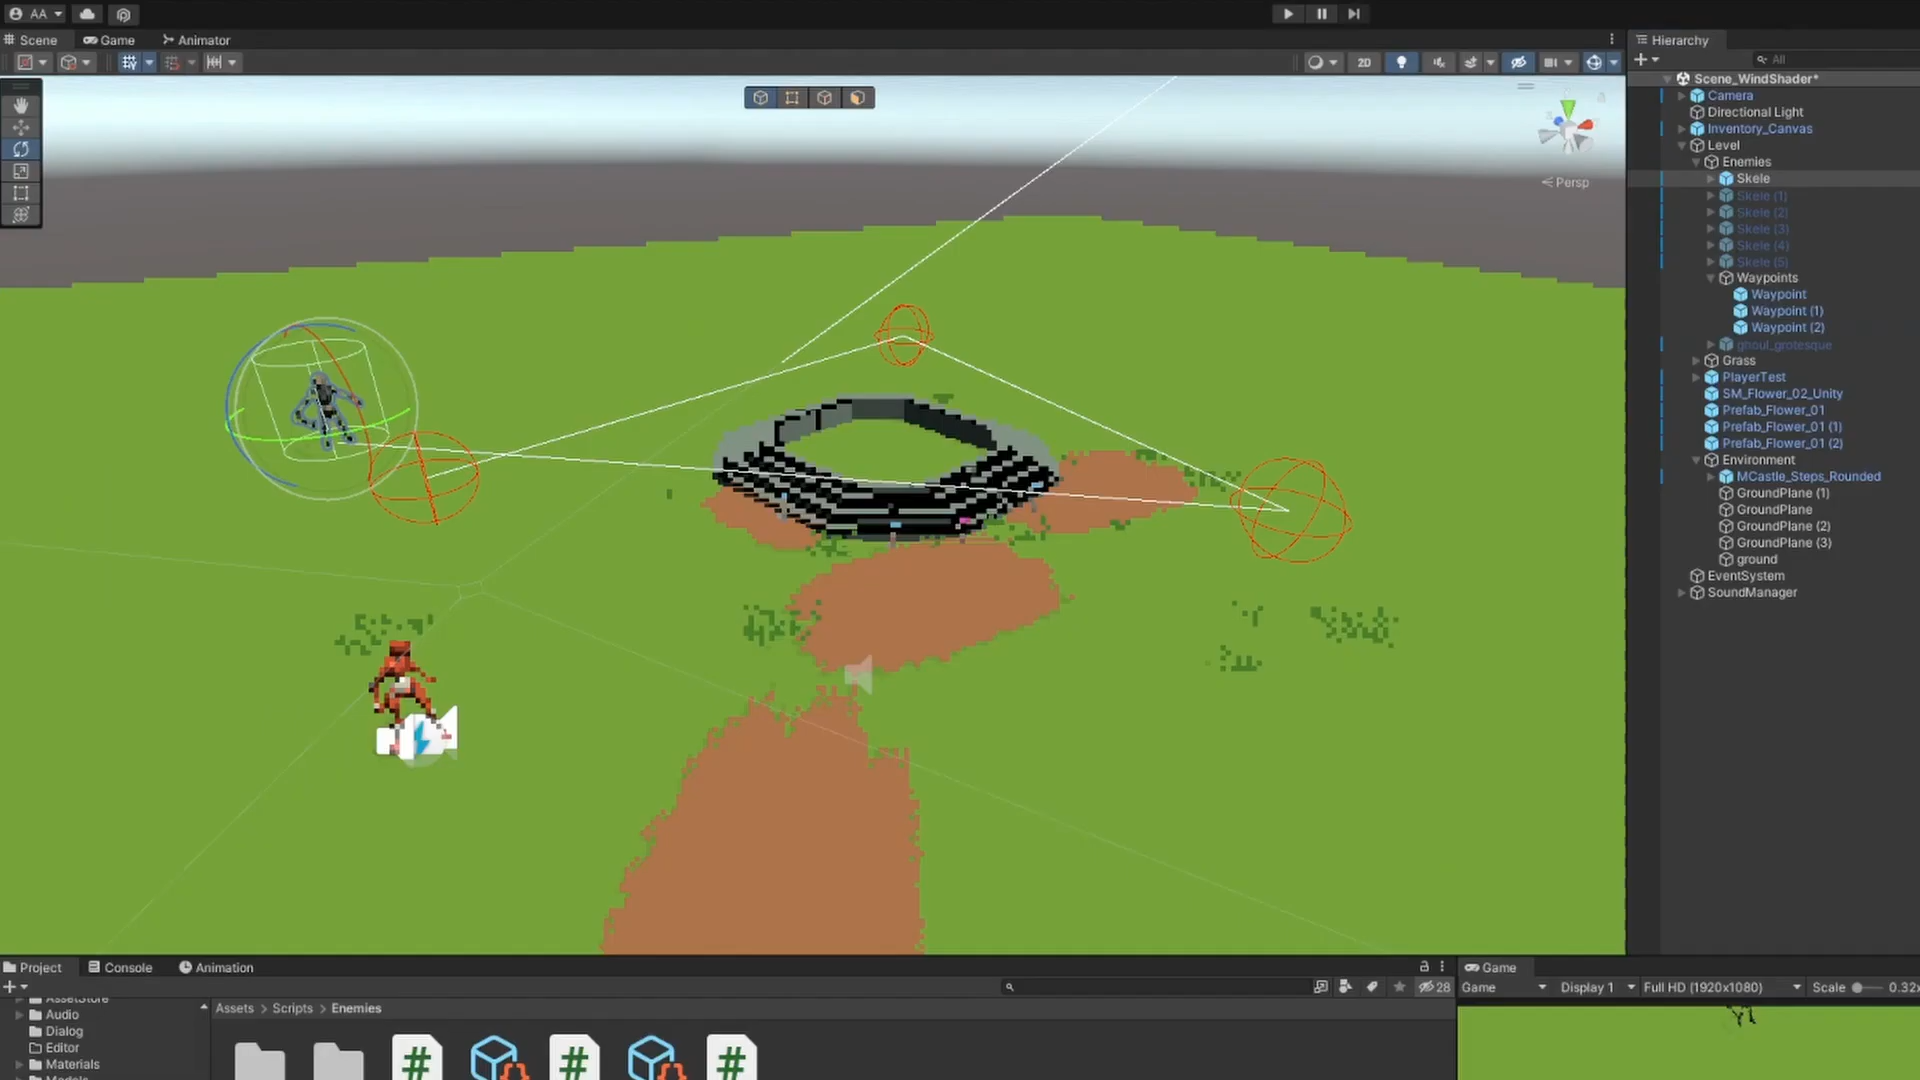 AA
Scene
Game
Animator
2D
Persp
Hierarchy
All
Scene_WindShader*
Camera
Directional Light
Inventory_Canvas
Level
Enemies
Skele
Skele (1)
Skele (2)
Skele (3)
Skele (4)
Skele (5)
Waypoints
Waypoint
Waypoint (1)
Waypoint (2)
ghoul_grotesque
Grass
PlayerTest
SM_Flower_02_Unity
Prefab_Flower_01
Prefab_Flower_01 (1)
Prefab_Flower_01 (2)
Environment
MCastle_Steps_Rounded
GroundPlane (1)
GroundPlane
GroundPlane (2)
GroundPlane (3)
ground
EventSystem
SoundManager
Project
Console
Animation
28
AssetStore
Audio
Dialog
Editor
Materials
Assets > Scripts > Enemies
Game
Game
Display 1
Full HD (1920x1080)
Scale
0.32x